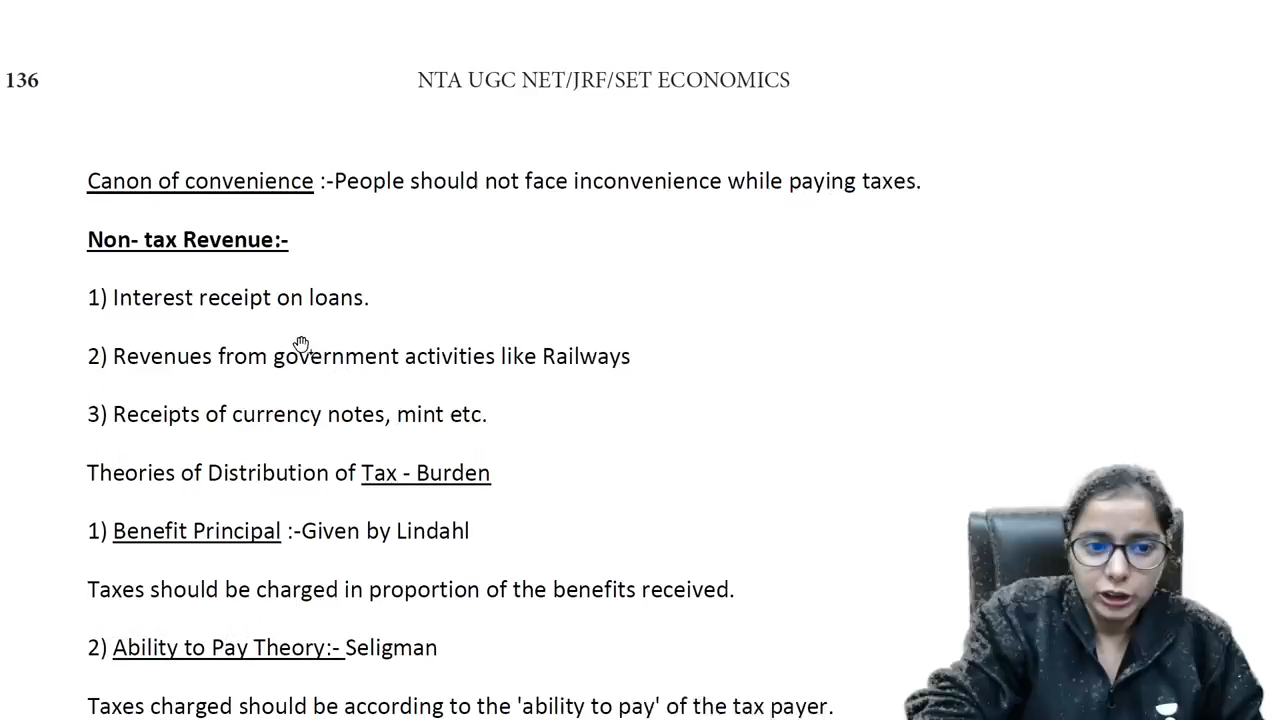 136
NTA UGC NET/JRF/SET ECONOMICS
Canon of convenience :-People should not face inconvenience while paying taxes.
Non- tax Revenue:-
1) Interest receipt on loans.
2) Revenues from government activities like Railways
3) Receipts of currency notes, mint etc.
Theories of Distribution of Tax - Burden
1) Benefit Principal :-Given by Lindahl
Taxes should be charged in proportion of the benefits received.
2) Ability to Pay Theory:- Seligman
Taxes charged should be according to the 'ability to pay' of the tax payer.